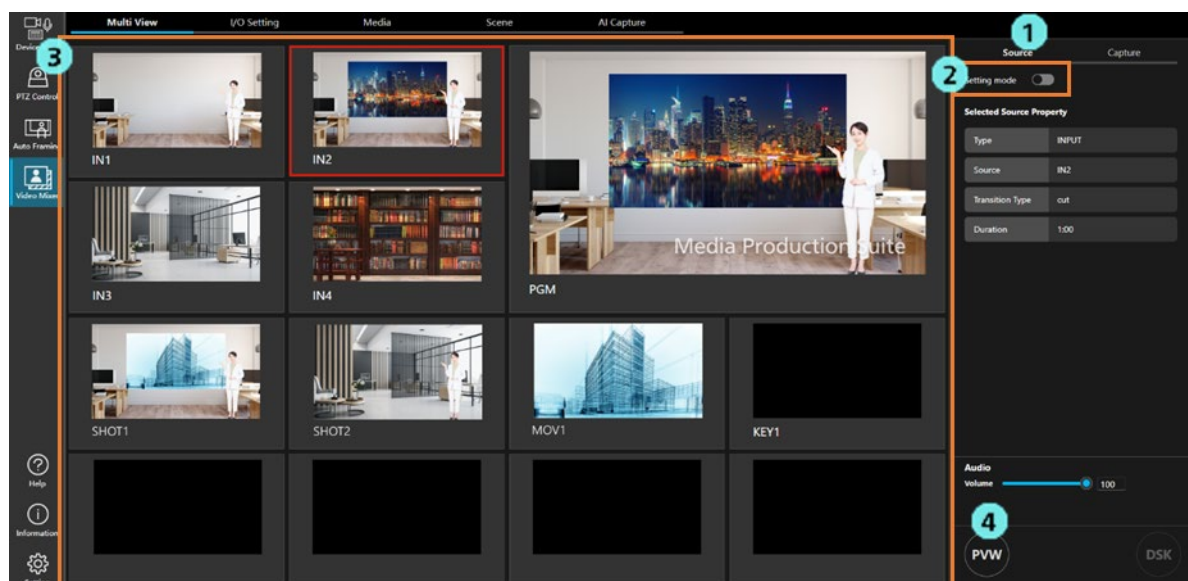 Multi View
I/O Setting
Media
Scene
AI Capture
1
3
Source
Capture
2
Setting mode
PTZ Control
Selected Source Property
Type
INPUT
Auto Framin
Source
IN2
IN1
IN2
Video Mixer
Transition Type
cut
Duration
1:00
Media Production Suite
IN3
IN4
PGM
SHOT1
SHOT2
MOV1
KEY1
Help
Audio
Volume
100
Information
4
PVW
DSK